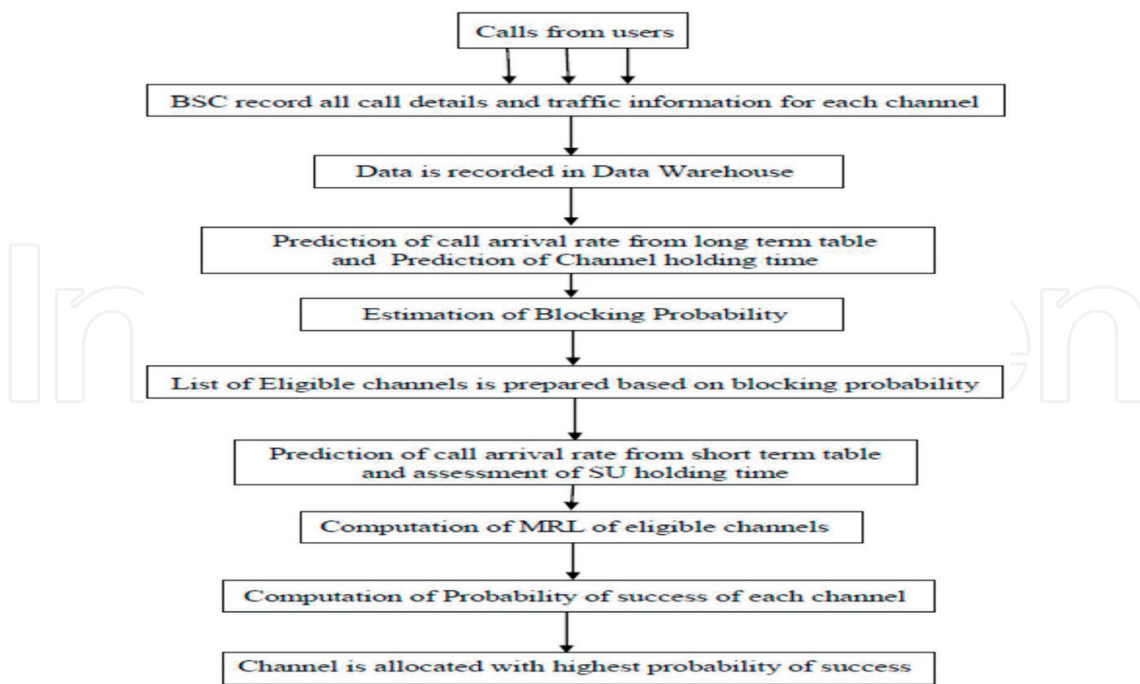 Calls from users
BSC record all call details and traffic information for each channel
Data is recorded in Data Warehouse
Prediction of call arrival rate from long term table
and Prediction of Channel holding time
Estimation of Blocking Probability
List of Eligible channels is prepared based on blocking probability
Prediction of call arrival rate from short term table
and assessment of SU holding time
Computation of MRL of eligible channels
Computation of Probability of success of each channel
Channel is allocated with highest probability of success